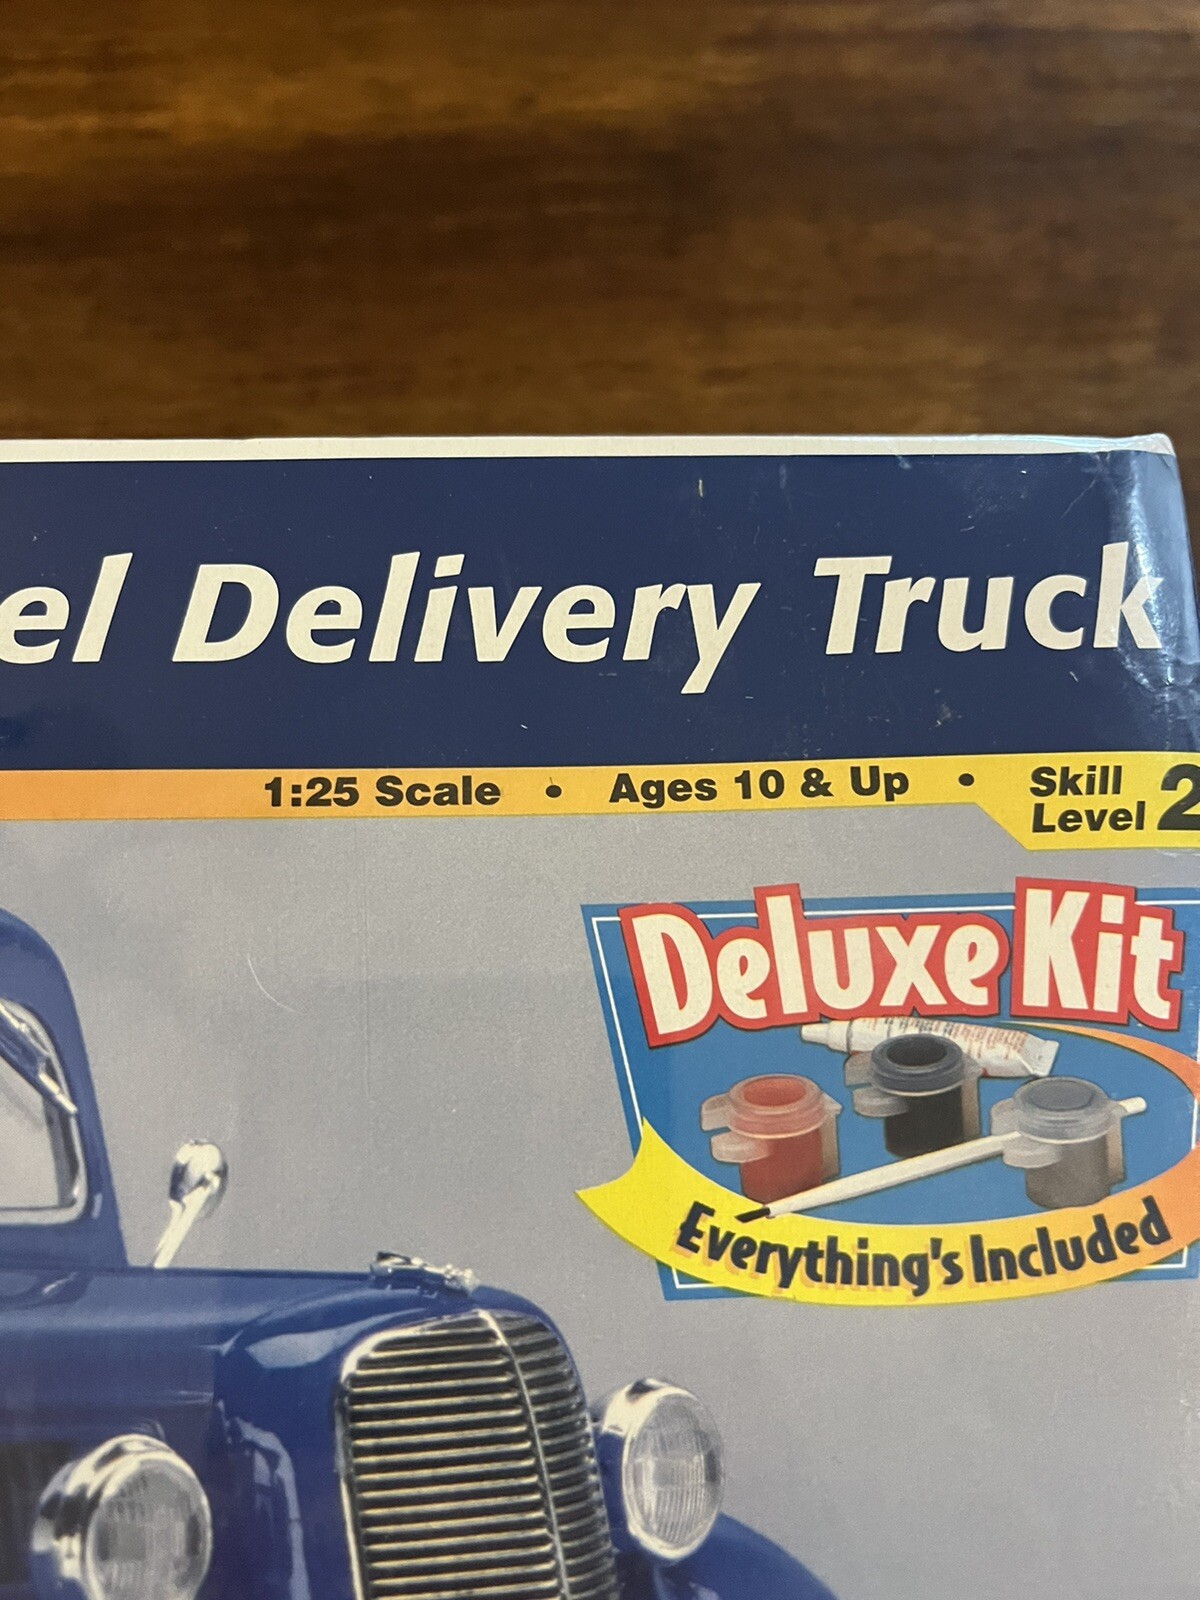 el Delivery Truck
1:25 Scale • Ages 10 & Up • Skill Level 2
Deluxe Kit
Everything's Included